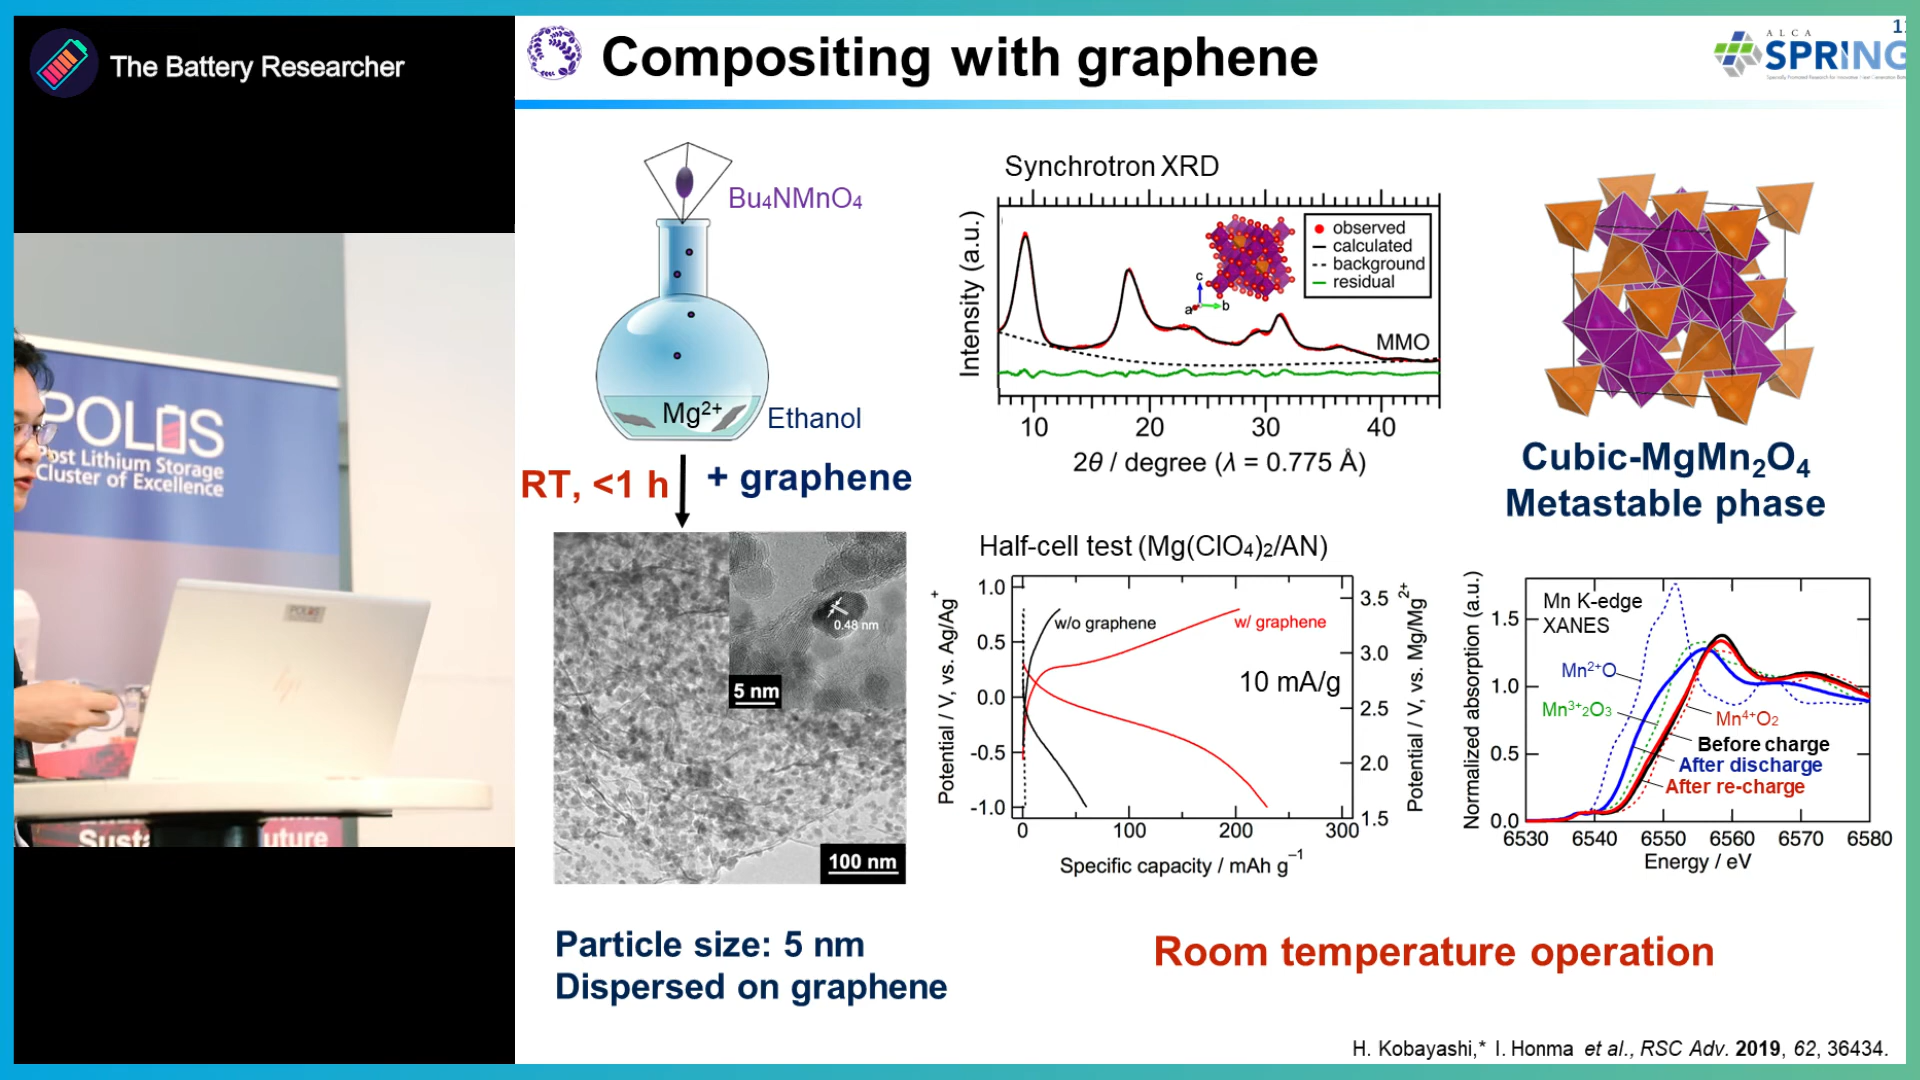 The Battery Researcher
Compositing with graphene
ALCA
SPRING
Bu₄NMnO₄
Mg²⁺
Ethanol
RT, <1 h
+ graphene
0.48 nm
5 nm
100 nm
Particle size: 5 nm
Dispersed on graphene
Synchrotron XRD
Intensity (a.u.)
observed
calculated
background
residual
c
a
b
MMO
10 20 30 40
2θ / degree (λ = 0.775 Å)
Cubic-MgMn₂O₄
Metastable phase
Half-cell test (Mg(ClO₄)₂/AN)
Potential / V, vs. Ag/Ag⁺
1.0
0.5
0.0
-0.5
-1.0
w/o graphene
w/ graphene
10 mA/g
3.5
3.0
2.5
2.0
1.5
Potential / V, vs. Mg/Mg²⁺
0 100 200 300
Specific capacity / mAh g⁻¹
Normalized absorption (a.u.)
1.5
1.0
0.5
0.0
Mn K-edge
XANES
Mn²⁺O
Mn³⁺₂O₃
Mn⁴⁺O₂
Before charge
After discharge
After re-charge
6530 6540 6550 6560 6570 6580
Energy / eV
Room temperature operation
H. Kobayashi,* I. Honma et al., RSC Adv. 2019, 62, 36434.
POLiS
Post Lithium Storage
Cluster of Excellence
POLiS